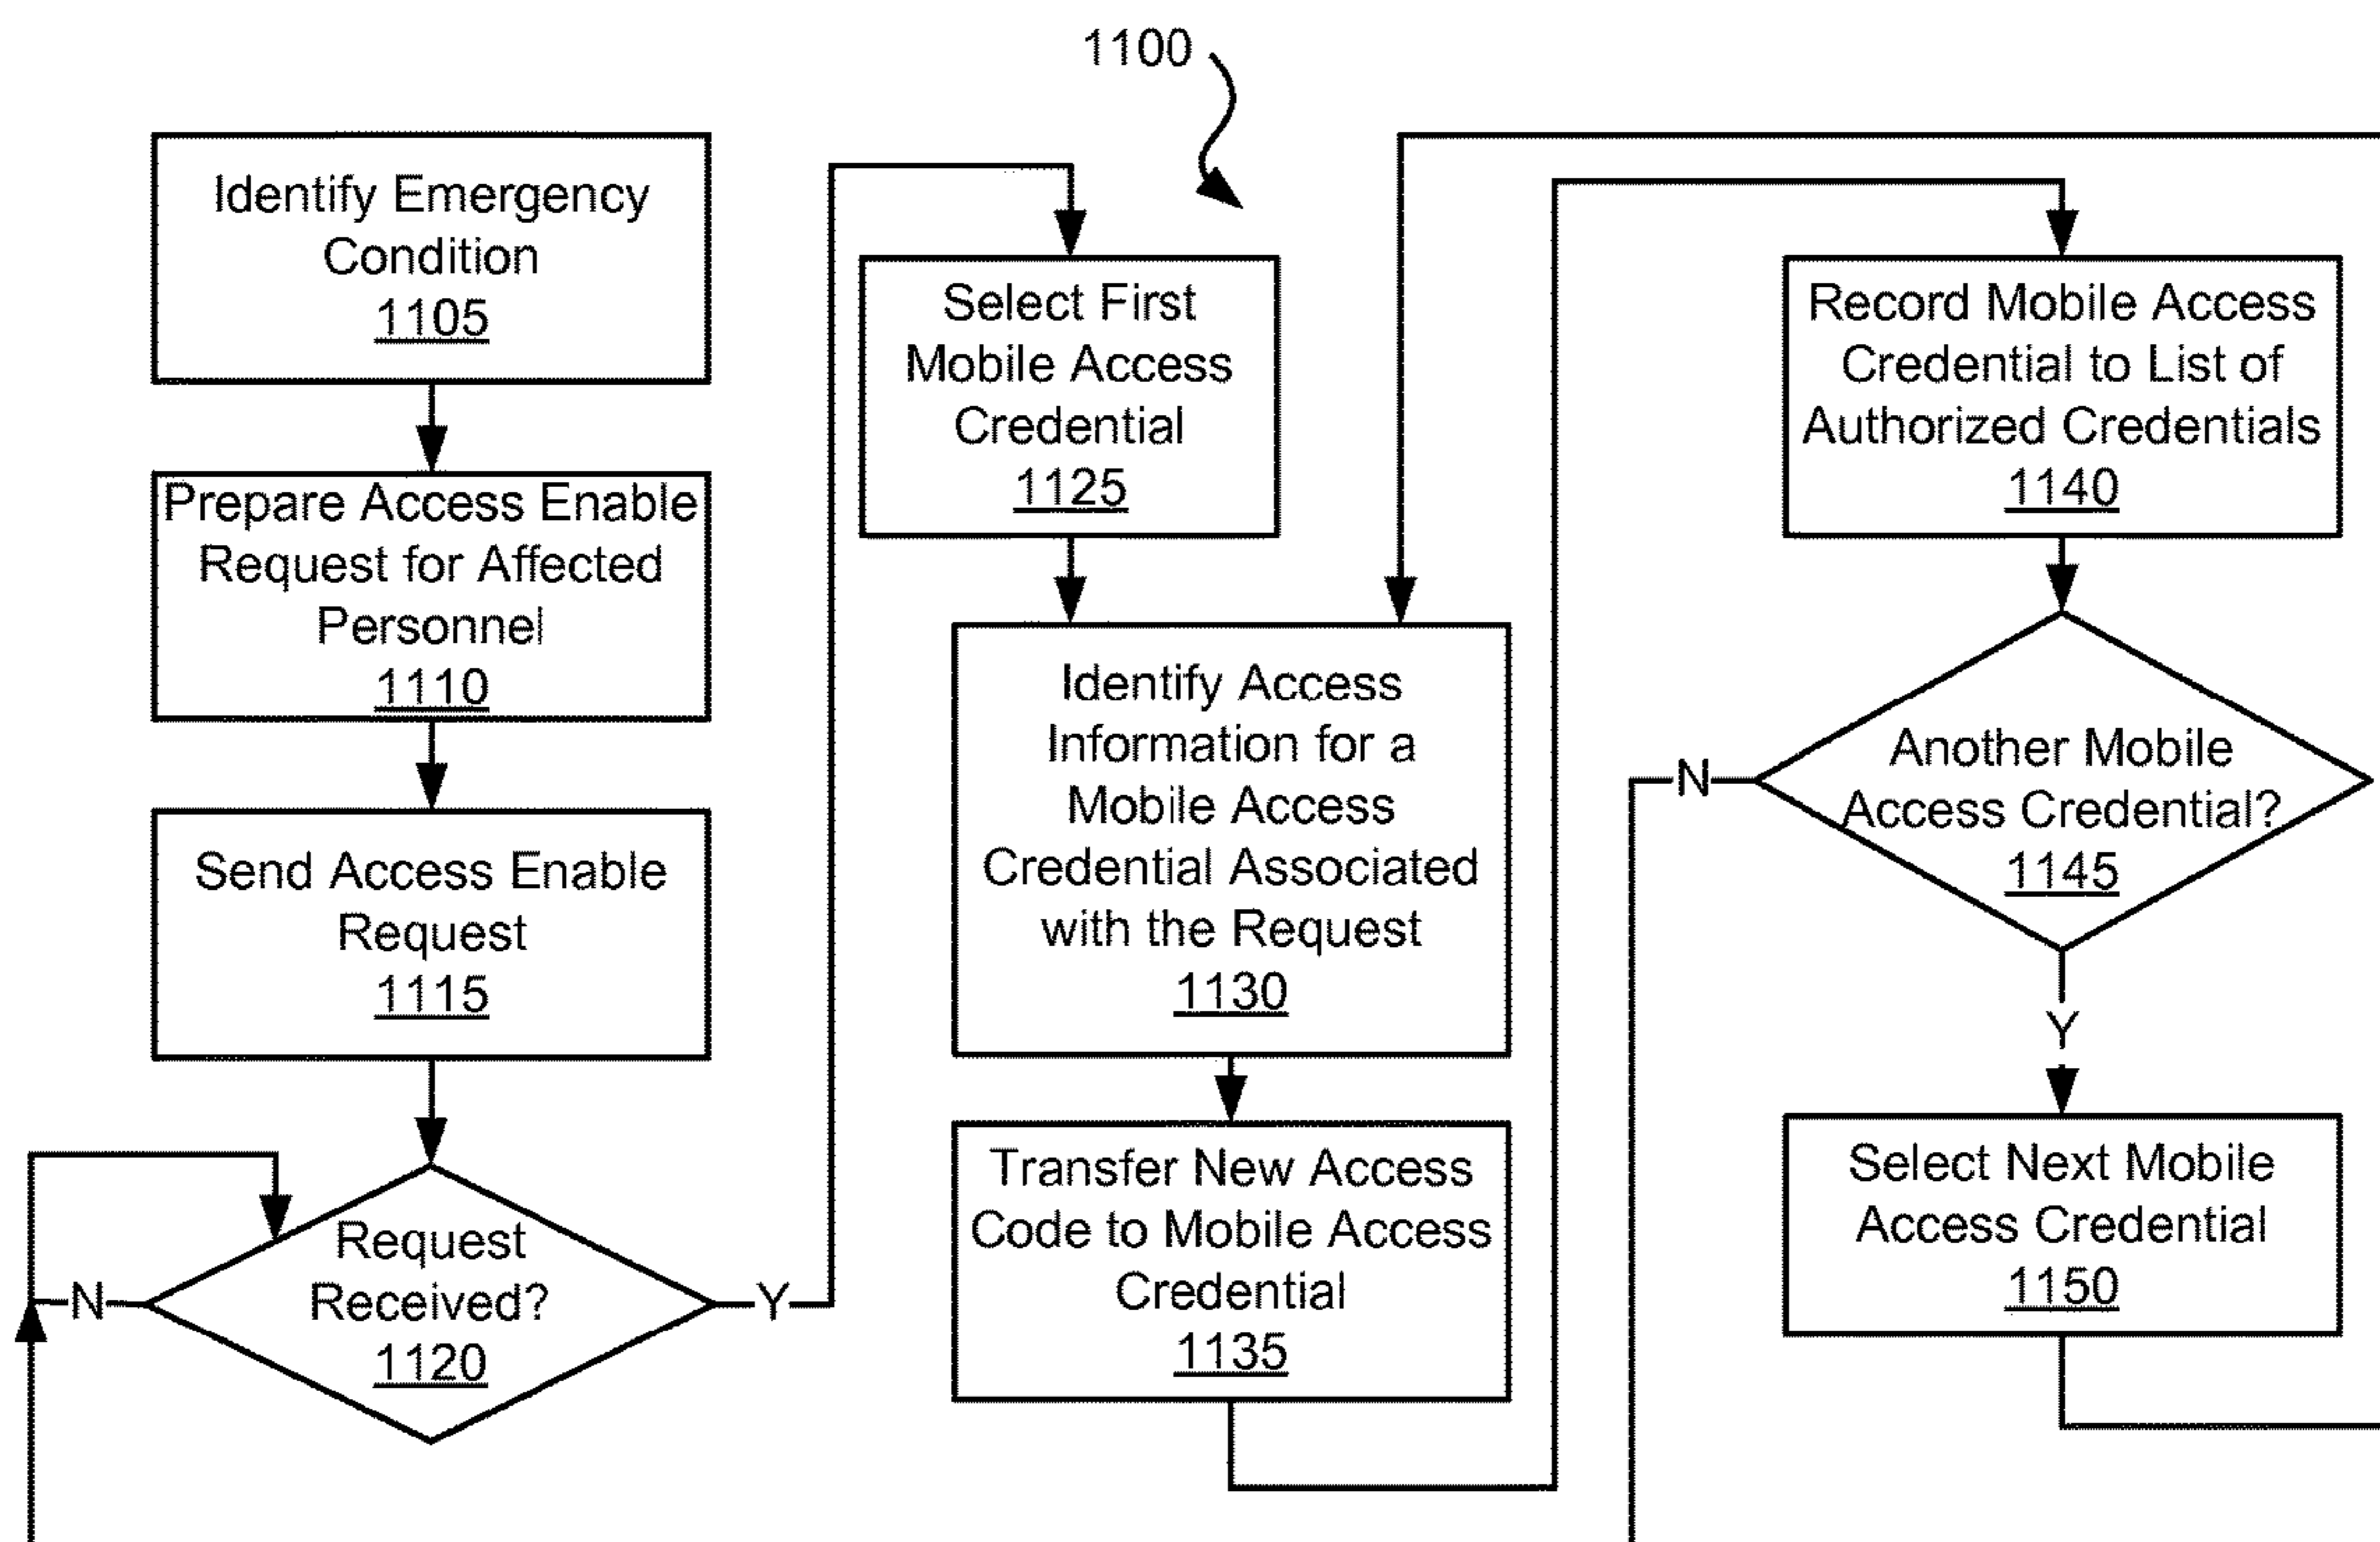 1100
Identify Emergency
Condition
1105
Prepare Access Enable
Request for Affected
Personnel
1110
Send Access Enable
Request
1115
Request
Received?
1120
N
Y
Select First
Mobile Access
Credential
1125
Identify Access
Information for a
Mobile Access
Credential Associated
with the Request
1130
Transfer New Access
Code to Mobile Access
Credential
1135
Record Mobile Access
Credential to List of
Authorized Credentials
1140
Another Mobile
Access Credential?
1145
N
Y
Select Next Mobile
Access Credential
1150